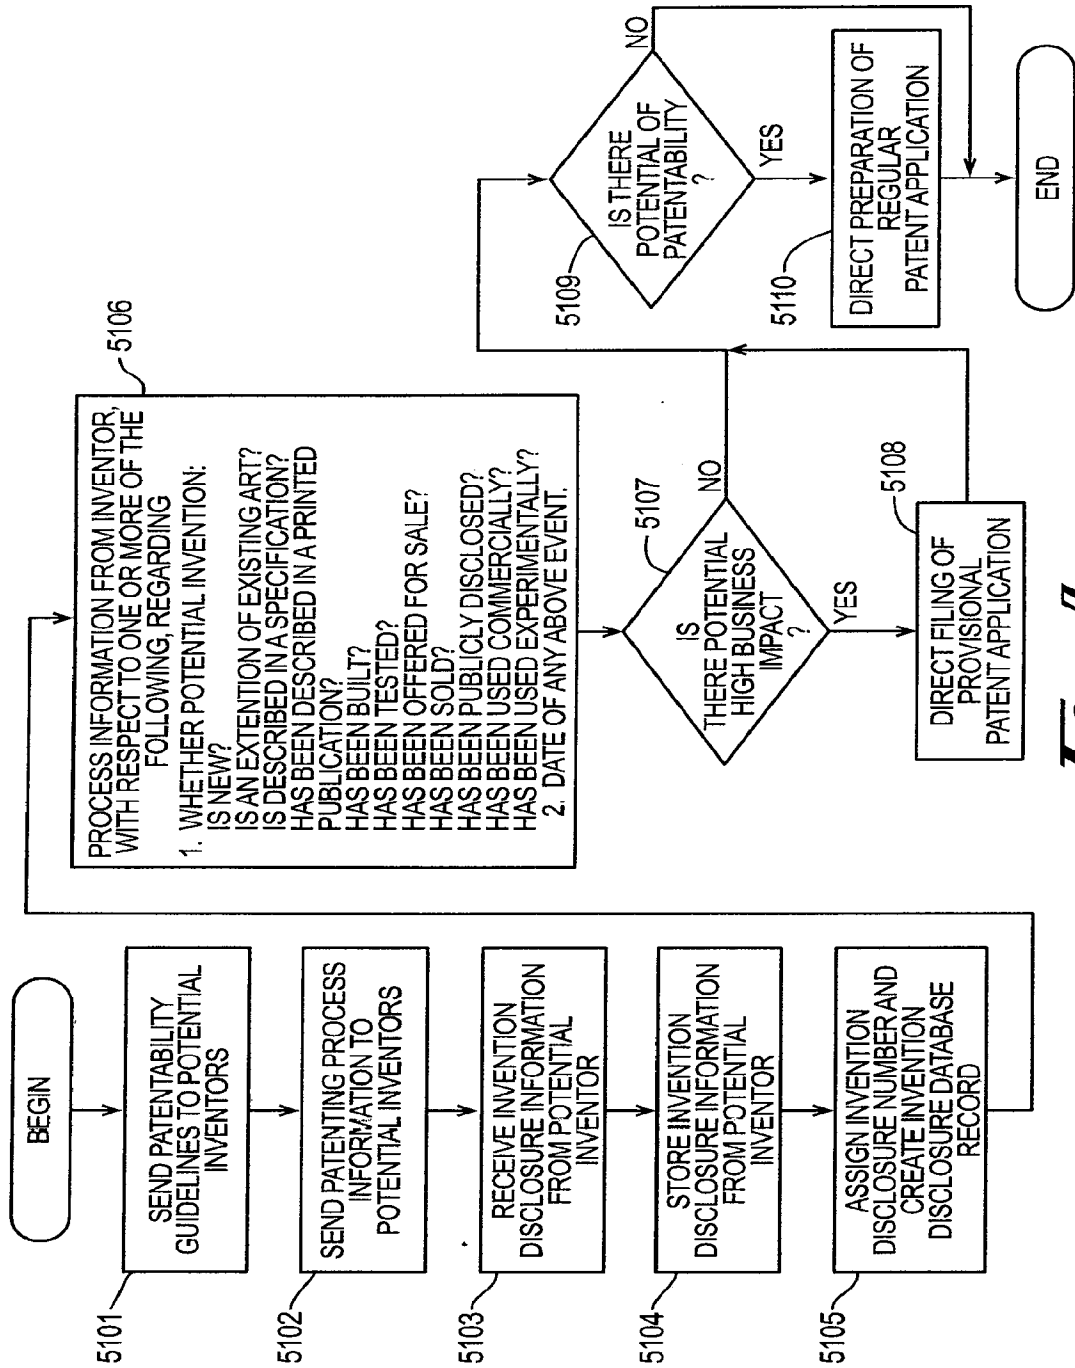 BEGIN
5101
SEND PATENTABILITY
GUIDELINES TO POTENTIAL
INVENTORS
5102
SEND PATENTING PROCESS
INFORMATION TO
POTENTIAL INVENTORS
5103
RECEIVE INVENTION
DISCLOSURE INFORMATION
FROM POTENTIAL
INVENTOR
5104
STORE INVENTION
DISCLOSURE INFORMATION
FROM POTENTIAL
INVENTOR
5105
ASSIGN INVENTION
DISCLOSURE NUMBER AND
CREATE INVENTION
DISCLOSURE DATABASE
RECORD
5106
PROCESS INFORMATION FROM INVENTOR,
WITH RESPECT TO ONE OR MORE OF THE
FOLLOWING, REGARDING
1. WHETHER POTENTIAL INVENTION:
IS NEW?
IS AN EXTENTION OF EXISTING ART?
IS DESCRIBED IN A SPECIFICATION?
HAS BEEN DESCRIBED IN A PRINTED
PUBLICATION?
HAS BEEN BUILT?
HAS BEEN TESTED?
HAS BEEN OFFERED FOR SALE?
HAS BEEN SOLD?
HAS BEEN PUBLICLY DISCLOSED?
HAS BEEN USED COMMERCIALLY?
HAS BEEN USED EXPERIMENTALLY?
2. DATE OF ANY ABOVE EVENT.
5107
IS
THERE POTENTIAL
HIGH BUSINESS
IMPACT
?
NO
YES
5108
DIRECT FILING OF
PROVISIONAL
PATENT APPLICATION
5109
IS THERE
POTENTIAL OF
PATENTABILITY
?
NO
YES
5110
DIRECT PREPARATION OF
REGULAR
PATENT APPLICATION
END